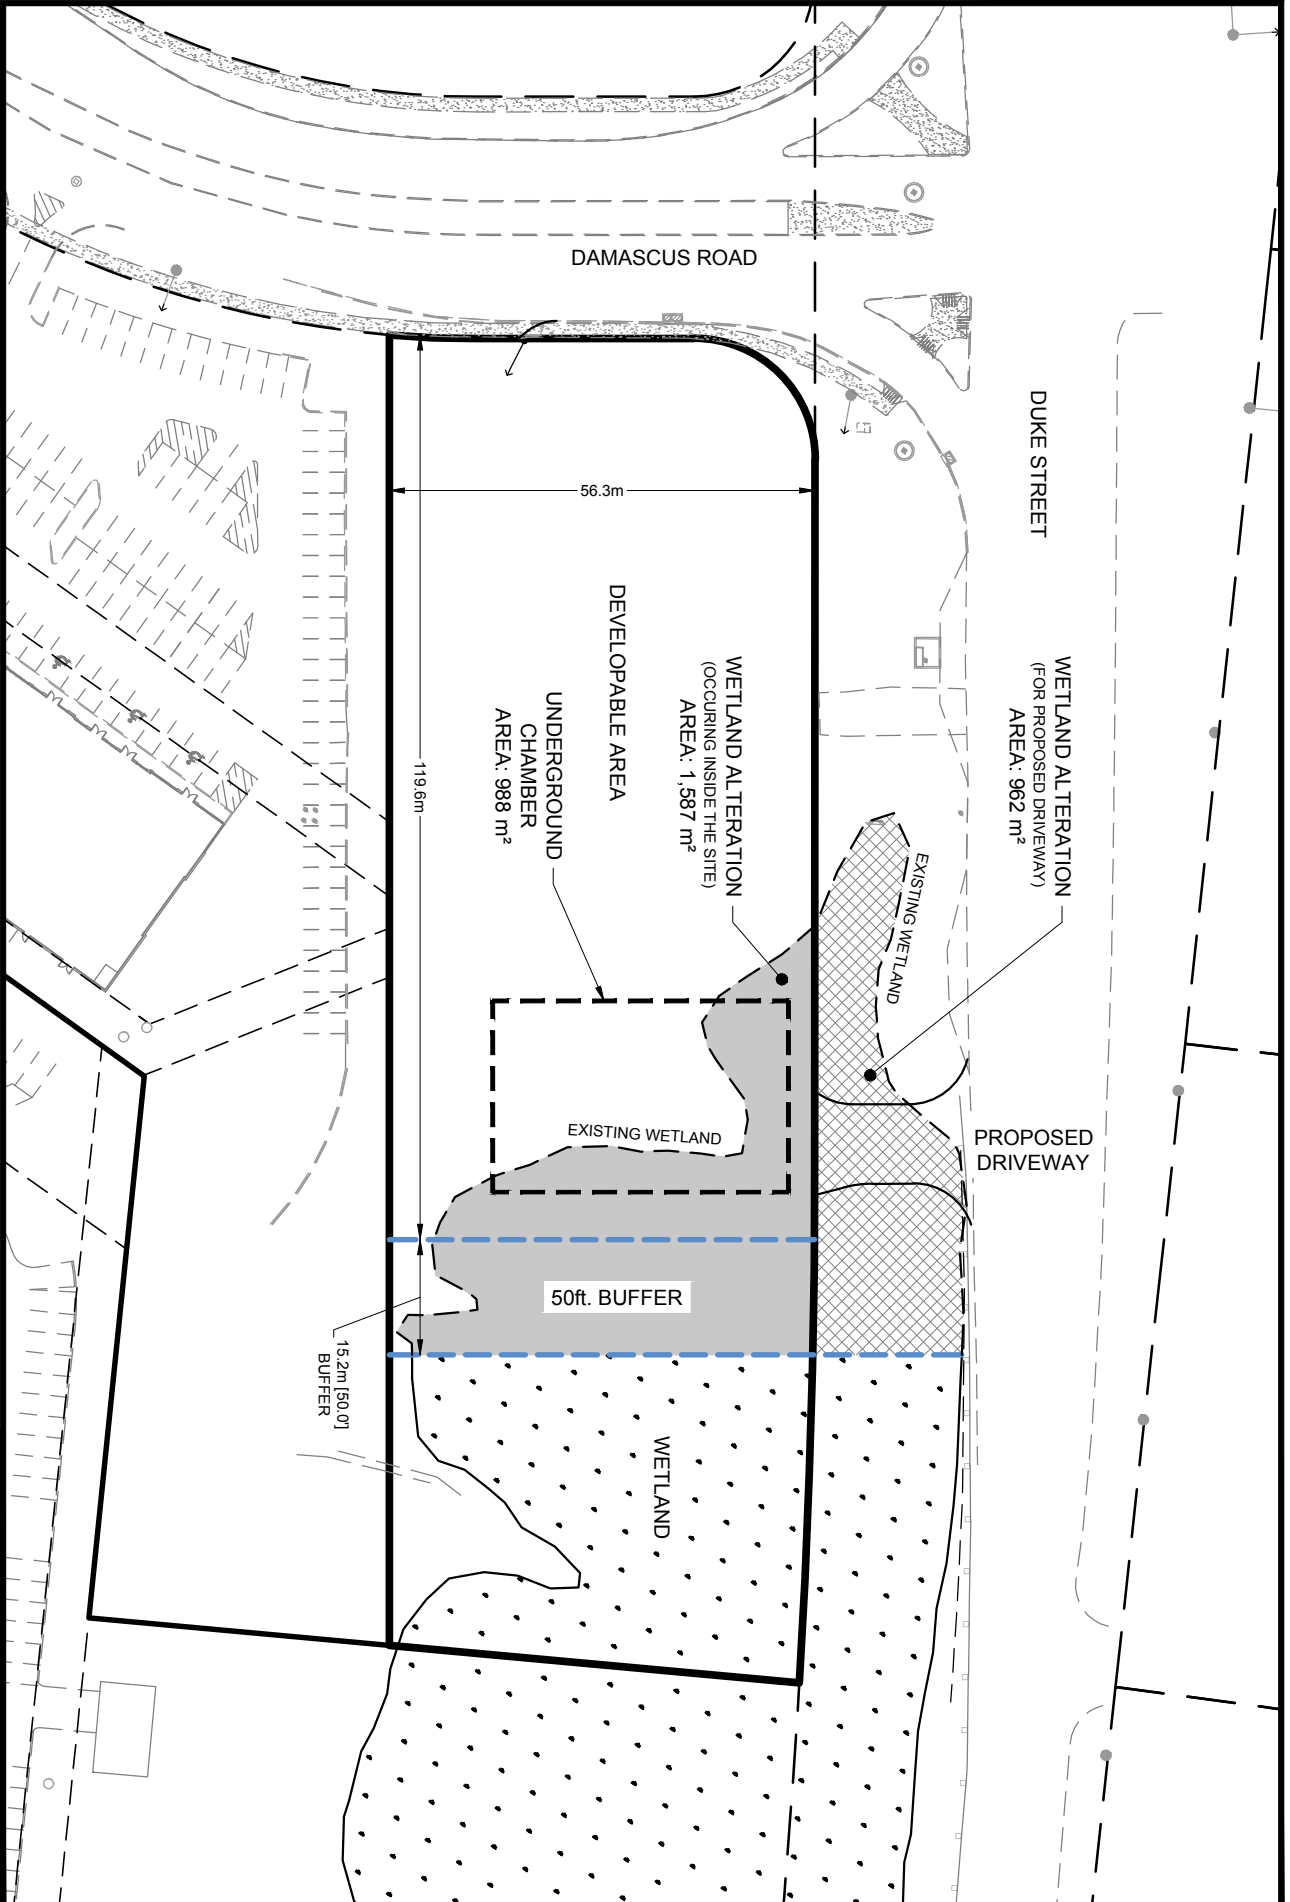 DAMASCUS ROAD
DUKE STREET
56.3m
119.6m
DEVELOPABLE AREA
WETLAND ALTERATION
(OCCURING INSIDE THE SITE)
AREA: 1,587 m²
UNDERGROUND
CHAMBER
AREA: 988 m²
WETLAND ALTERATION
(FOR PROPOSED DRIVEWAY)
AREA: 962 m²
EXISTING WETLAND
EXISTING WETLAND
PROPOSED
DRIVEWAY
50ft. BUFFER
15.2m [50.0']
BUFFER
WETLAND